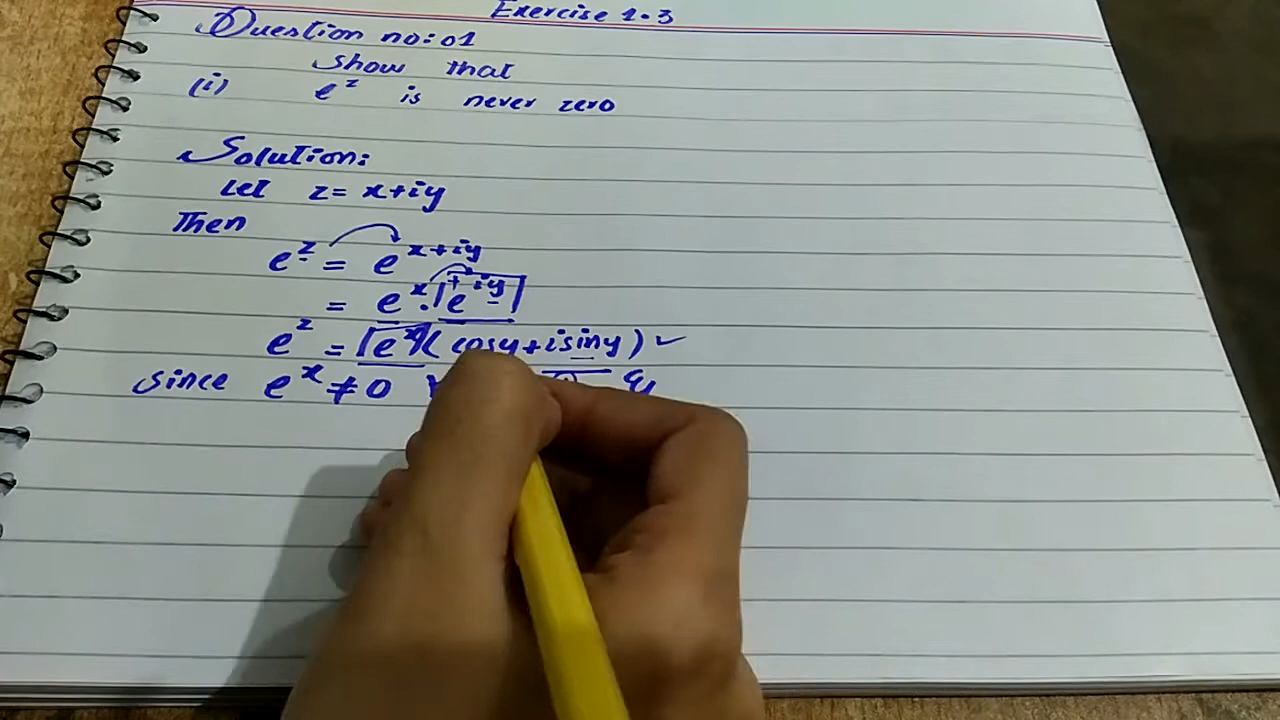 Exercise 1.3
Question no:01
Show that
(i) e^z is never zero
Solution:
Let z = x+iy
Then
e^z = e^x+iy
= e^x . e^iy
e^z = e^x ( cosy + isiny ) ✓
Since e^x ≠ 0 &